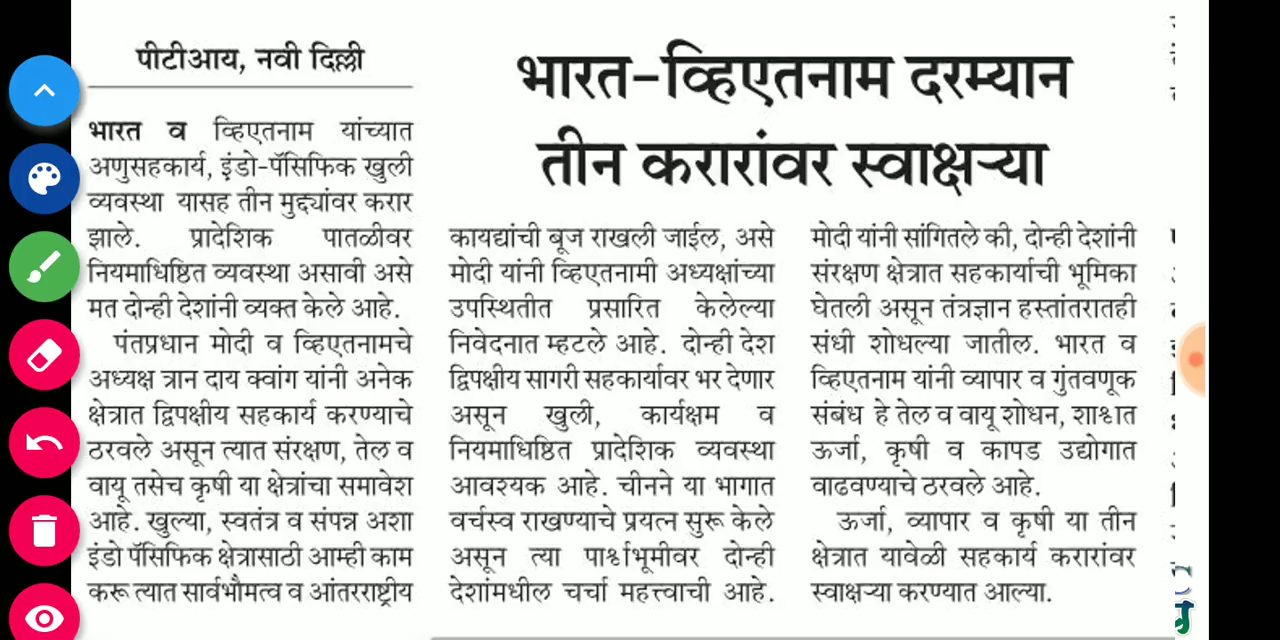 पीटीआय, नवी दिल्ली
भारत-व्हिएतनाम दरम्यान
तीन करारांवर स्वाक्षऱ्या
भारत व व्हिएतनाम यांच्यात
अणुसहकार्य, इंडो-पॅसिफिक खुली
व्यवस्था यासह तीन मुद्द्यांवर करार
झाले. प्रादेशिक पातळीवर
नियमाधिष्ठित व्यवस्था असावी असे
मत दोन्ही देशांनी व्यक्त केले आहे.
पंतप्रधान मोदी व व्हिएतनामचे
अध्यक्ष त्रान दाय क्वांग यांनी अनेक
क्षेत्रात द्विपक्षीय सहकार्य करण्याचे
ठरवले असून त्यात संरक्षण, तेल व
वायू तसेच कृषी या क्षेत्रांचा समावेश
आहे. खुल्या, स्वतंत्र व संपन्न अशा
इंडो पॅसिफिक क्षेत्रासाठी आम्ही काम
करू त्यात सार्वभौमत्व व आंतरराष्ट्रीय
कायद्यांची बूज राखली जाईल, असे
मोदी यांनी व्हिएतनामी अध्यक्षांच्या
उपस्थितीत प्रसारित केलेल्या
निवेदनात म्हटले आहे. दोन्ही देश
द्विपक्षीय सागरी सहकार्यावर भर देणार
असून खुली, कार्यक्षम व
नियमाधिष्ठित प्रादेशिक व्यवस्था
आवश्यक आहे. चीनने या भागात
वर्चस्व राखण्याचे प्रयत्न सुरू केले
असून त्या पार्श्वभूमीवर दोन्ही
देशांमधील चर्चा महत्त्वाची आहे.
मोदी यांनी सांगितले की, दोन्ही देशांनी
संरक्षण क्षेत्रात सहकार्याची भूमिका
घेतली असून तंत्रज्ञान हस्तांतरातही
संधी शोधल्या जातील. भारत व
व्हिएतनाम यांनी व्यापार व गुंतवणूक
संबंध हे तेल व वायू शोधन, शाश्वात
ऊर्जा, कृषी व कापड उद्योगात
वाढवण्याचे ठरवले आहे.
ऊर्जा, व्यापार व कृषी या तीन
क्षेत्रात यावेळी सहकार्य करारांवर
स्वाक्षऱ्या करण्यात आल्या.